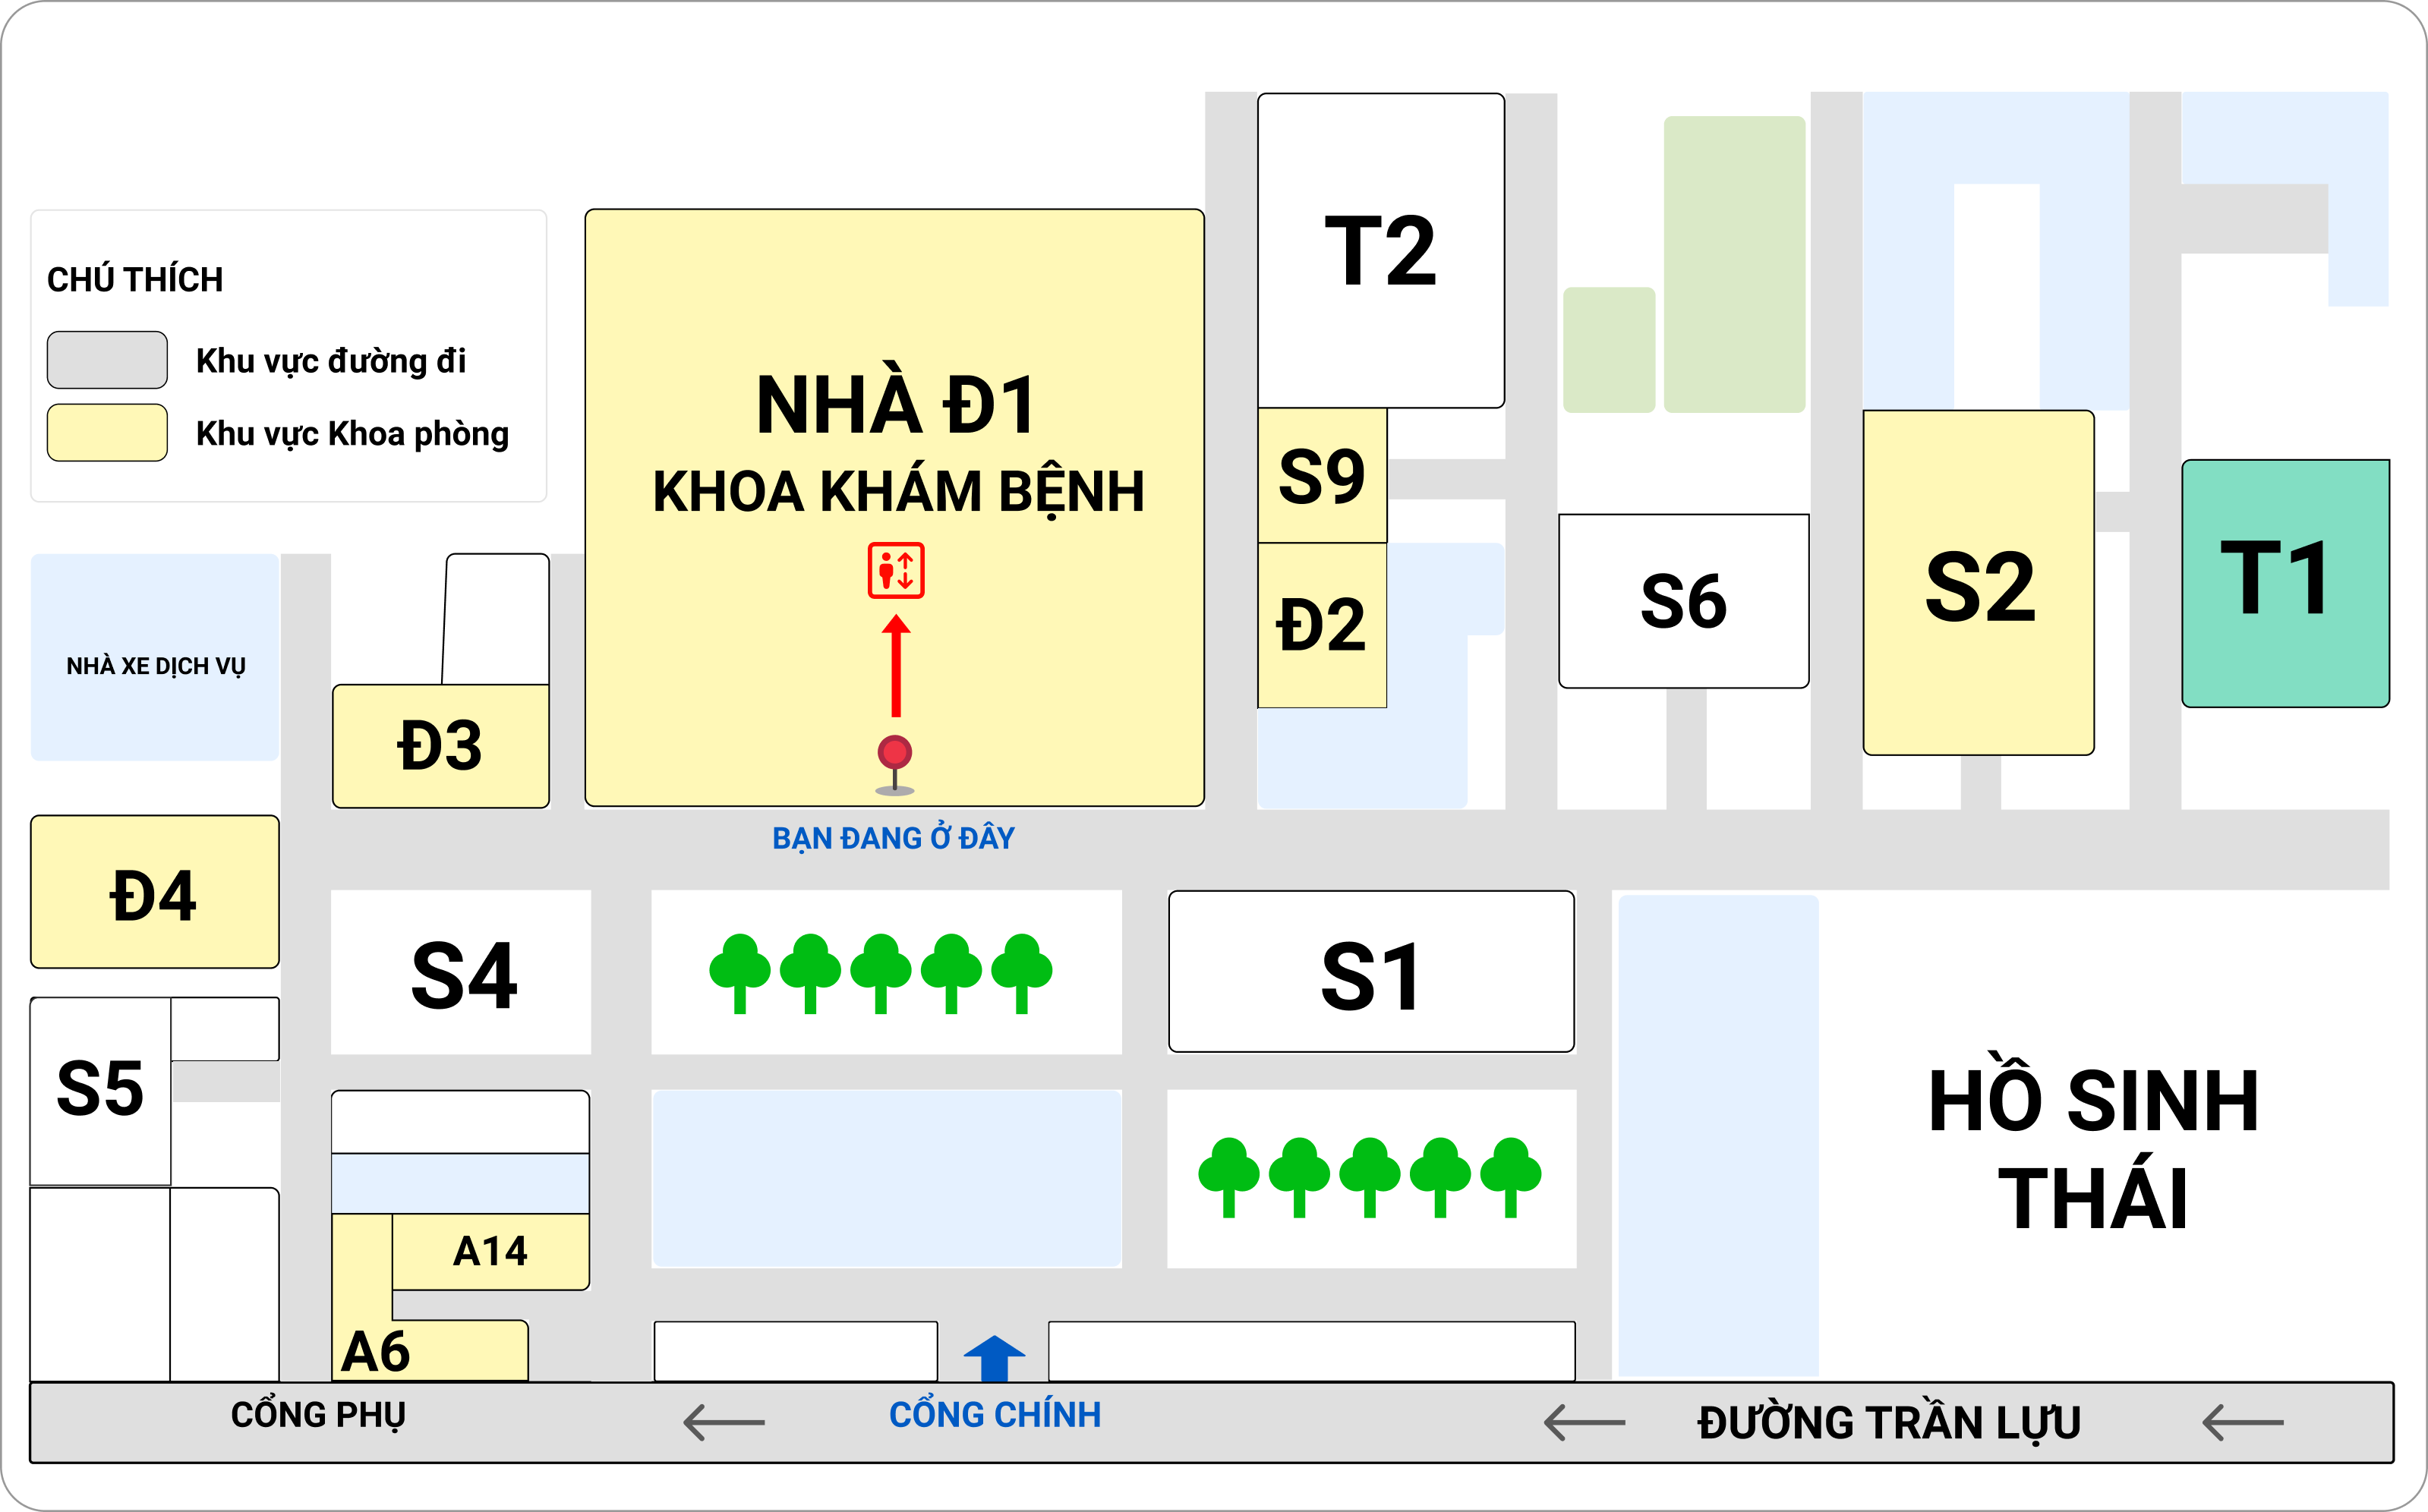 CHÚ THÍCH
Khu vực đường đi
Khu vực Khoa phòng
NHÀ Đ1
KHOA KHÁM BỆNH
T2
S9
Đ2
S6
S2
T1
NHÀ XE DỊCH VỤ
Đ3
BẠN ĐANG Ở ĐÂY
Đ4
S4
S1
S5
HỒ SINH
THÁI
A14
A6
CỔNG PHỤ
CỔNG CHÍNH
ĐƯỜNG TRẦN LỰU